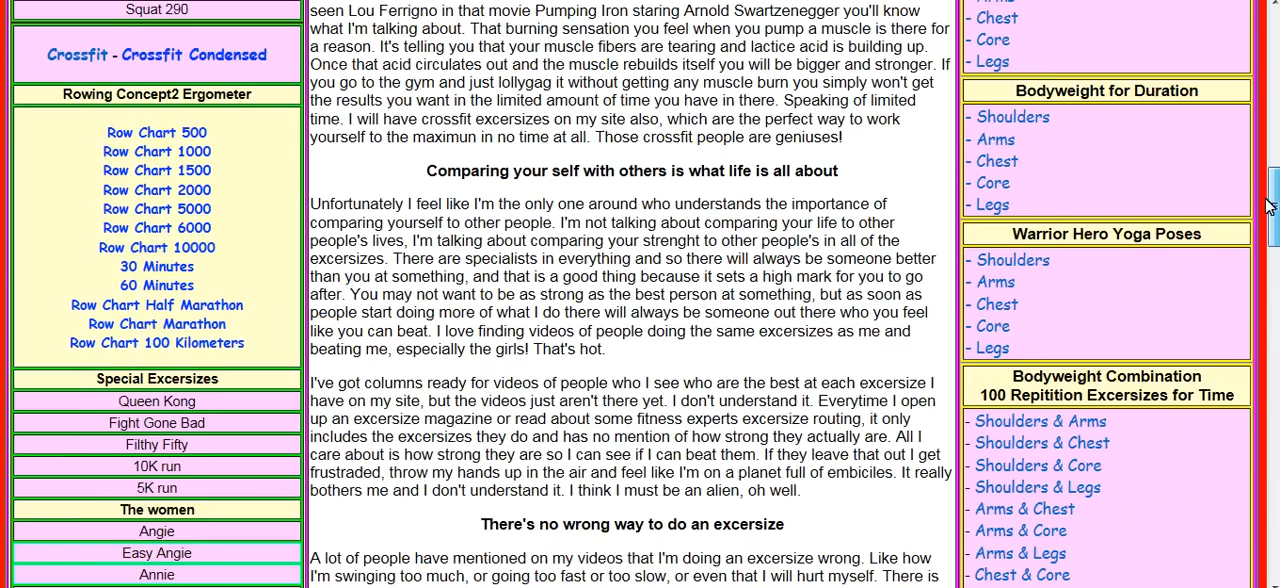 Squat 290
Crossfit - Crossfit Condensed
Rowing Concept2 Ergometer
Row Chart 500
Row Chart 1000
Row Chart 1500
Row Chart 2000
Row Chart 5000
Row Chart 6000
Row Chart 10000
30 Minutes
60 Minutes
Row Chart Half Marathon
Row Chart Marathon
Row Chart 100 Kilometers
Special Excersizes
Queen Kong
Fight Gone Bad
Filthy Fifty
10K run
5K run
The women
Angie
Easy Angie
Annie
seen Lou Ferrigno in that movie Pumping Iron staring Arnold Swartzenegger you'll know
what I'm talking about. That burning sensation you feel when you pump a muscle is there for
a reason. It's telling you that your muscle fibers are tearing and lactice acid is building up.
Once that acid circulates out and the muscle rebuilds itself you will be bigger and stronger. If
you go to the gym and just lollygag it without getting any muscle burn you simply won't get
the results you want in the limited amount of time you have in there. Speaking of limited
time. I will have crossfit excersizes on my site also, which are the perfect way to work
yourself to the maximun in no time at all. Those crossfit people are geniuses!
Comparing your self with others is what life is all about
Unfortunately I feel like I'm the only one around who understands the importance of
comparing yourself to other people. I'm not talking about comparing your life to other
people's lives, I'm talking about comparing your strenght to other people's in all of the
excersizes. There are specialists in everything and so there will always be someone better
than you at something, and that is a good thing because it sets a high mark for you to go
after. You may not want to be as strong as the best person at something, but as soon as
people start doing more of what I do there will always be someone out there who you feel
like you can beat. I love finding videos of people doing the same excersizes as me and
beating me, especially the girls! That's hot.
I've got columns ready for videos of people who I see who are the best at each excersize I
have on my site, but the videos just aren't there yet. I don't understand it. Everytime I open
up an excersize magazine or read about some fitness experts excersize routing, it only
includes the excersizes they do and has no mention of how strong they actually are. All I
care about is how strong they are so I can see if I can beat them. If they leave that out I get
frustrated, throw my hands up in the air and feel like I'm on a planet full of embiciles. It really
bothers me and I don't understand it. I think I must be an alien, oh well.
There's no wrong way to do an excersize
A lot of people have mentioned on my videos that I'm doing an excersize wrong. Like how
I'm swinging too much, or going too fast or too slow, or even that I will hurt myself. There is
- Arms
- Chest
- Core
- Legs
Bodyweight for Duration
- Shoulders
- Arms
- Chest
- Core
- Legs
Warrior Hero Yoga Poses
- Shoulders
- Arms
- Chest
- Core
- Legs
Bodyweight Combination
100 Repitition Excersizes for Time
- Shoulders & Arms
- Shoulders & Chest
- Shoulders & Core
- Shoulders & Legs
- Arms & Chest
- Arms & Core
- Arms & Legs
- Chest & Core